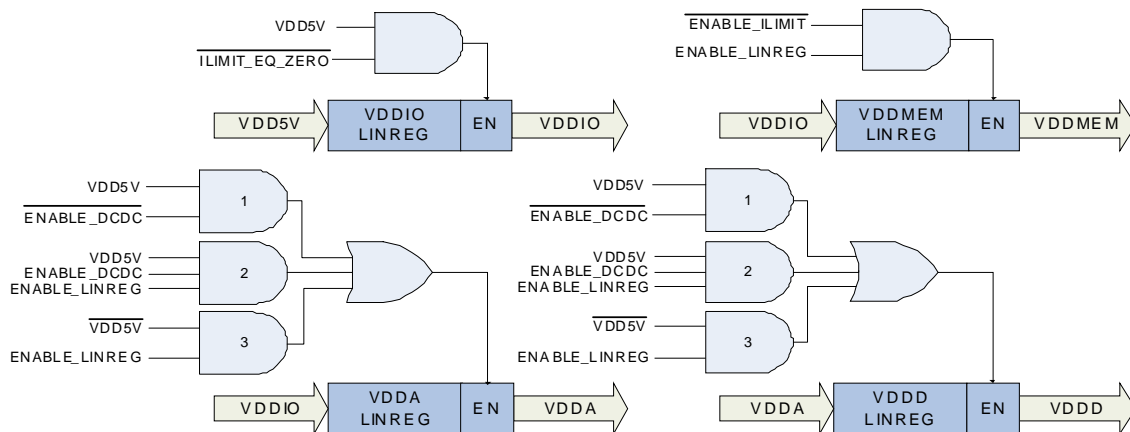 VDD5V
ILIMIT_EQ_ZERO
VDD5V
VDDIO LINREG
EN
VDDIO
ENABLE_ILIMIT
ENABLE_LINREG
VDDIO
VDDMEM LINREG
EN
VDDMEM
VDD5V
ENABLE_DCDC
1
VDD5V
ENABLE_DCDC
ENABLE_LINREG
2
VDD5V
ENABLE_LINREG
3
VDDIO
VDDA LINREG
EN
VDDA
VDD5V
ENABLE_DCDC
1
VDD5V
ENABLE_DCDC
ENABLE_LINREG
2
VDD5V
ENABLE_LINREG
3
VDDA
VDDD LINREG
EN
VDDD